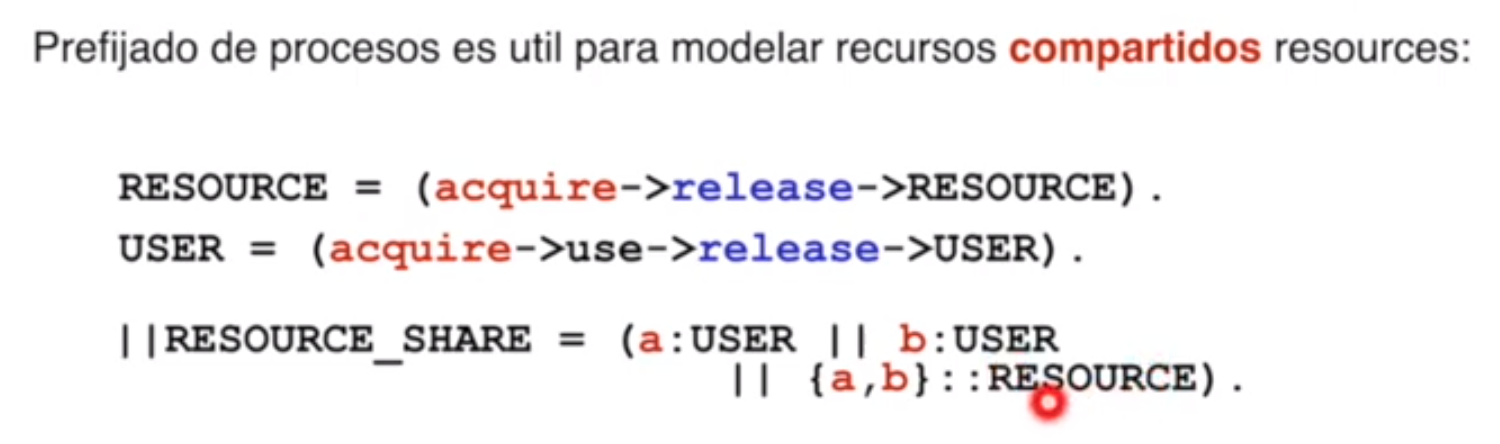 Prefijado de procesos es util para modelar recursos compartidos resources:
RESOURCE = (acquire->release->RESOURCE).
USER = (acquire->use->release->USER).
||RESOURCE_SHARE = (a:USER || b:USER
|| {a,b}::RESOURCE).